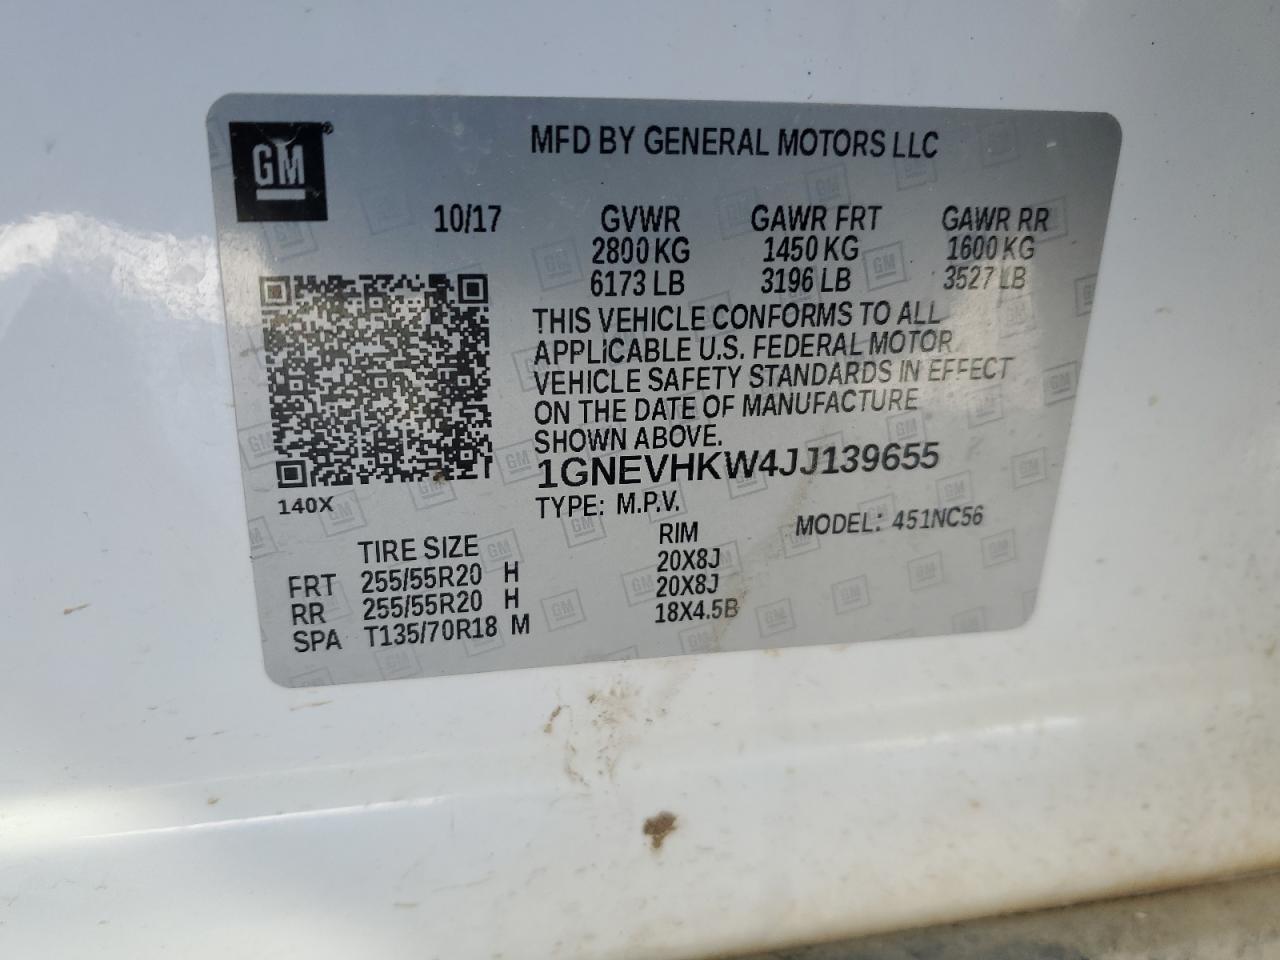 GM
MFD BY GENERAL MOTORS LLC
10/17 GVWR GAWR FRT GAWR RR
2800 KG 1450 KG 1600 KG
6173 LB 3196 LB 3527 LB
THIS VEHICLE CONFORMS TO ALL
APPLICABLE U.S. FEDERAL MOTOR
VEHICLE SAFETY STANDARDS IN EFFECT
ON THE DATE OF MANUFACTURE
SHOWN ABOVE.
1GNEVHKW4JJ139655
140X
TYPE: M.P.V.
MODEL: 451NC56
TIRE SIZE RIM
FRT 255/55R20 H 20X8J
RR 255/55R20 H 20X8J
SPA T135/70R18 M 18X4.5B